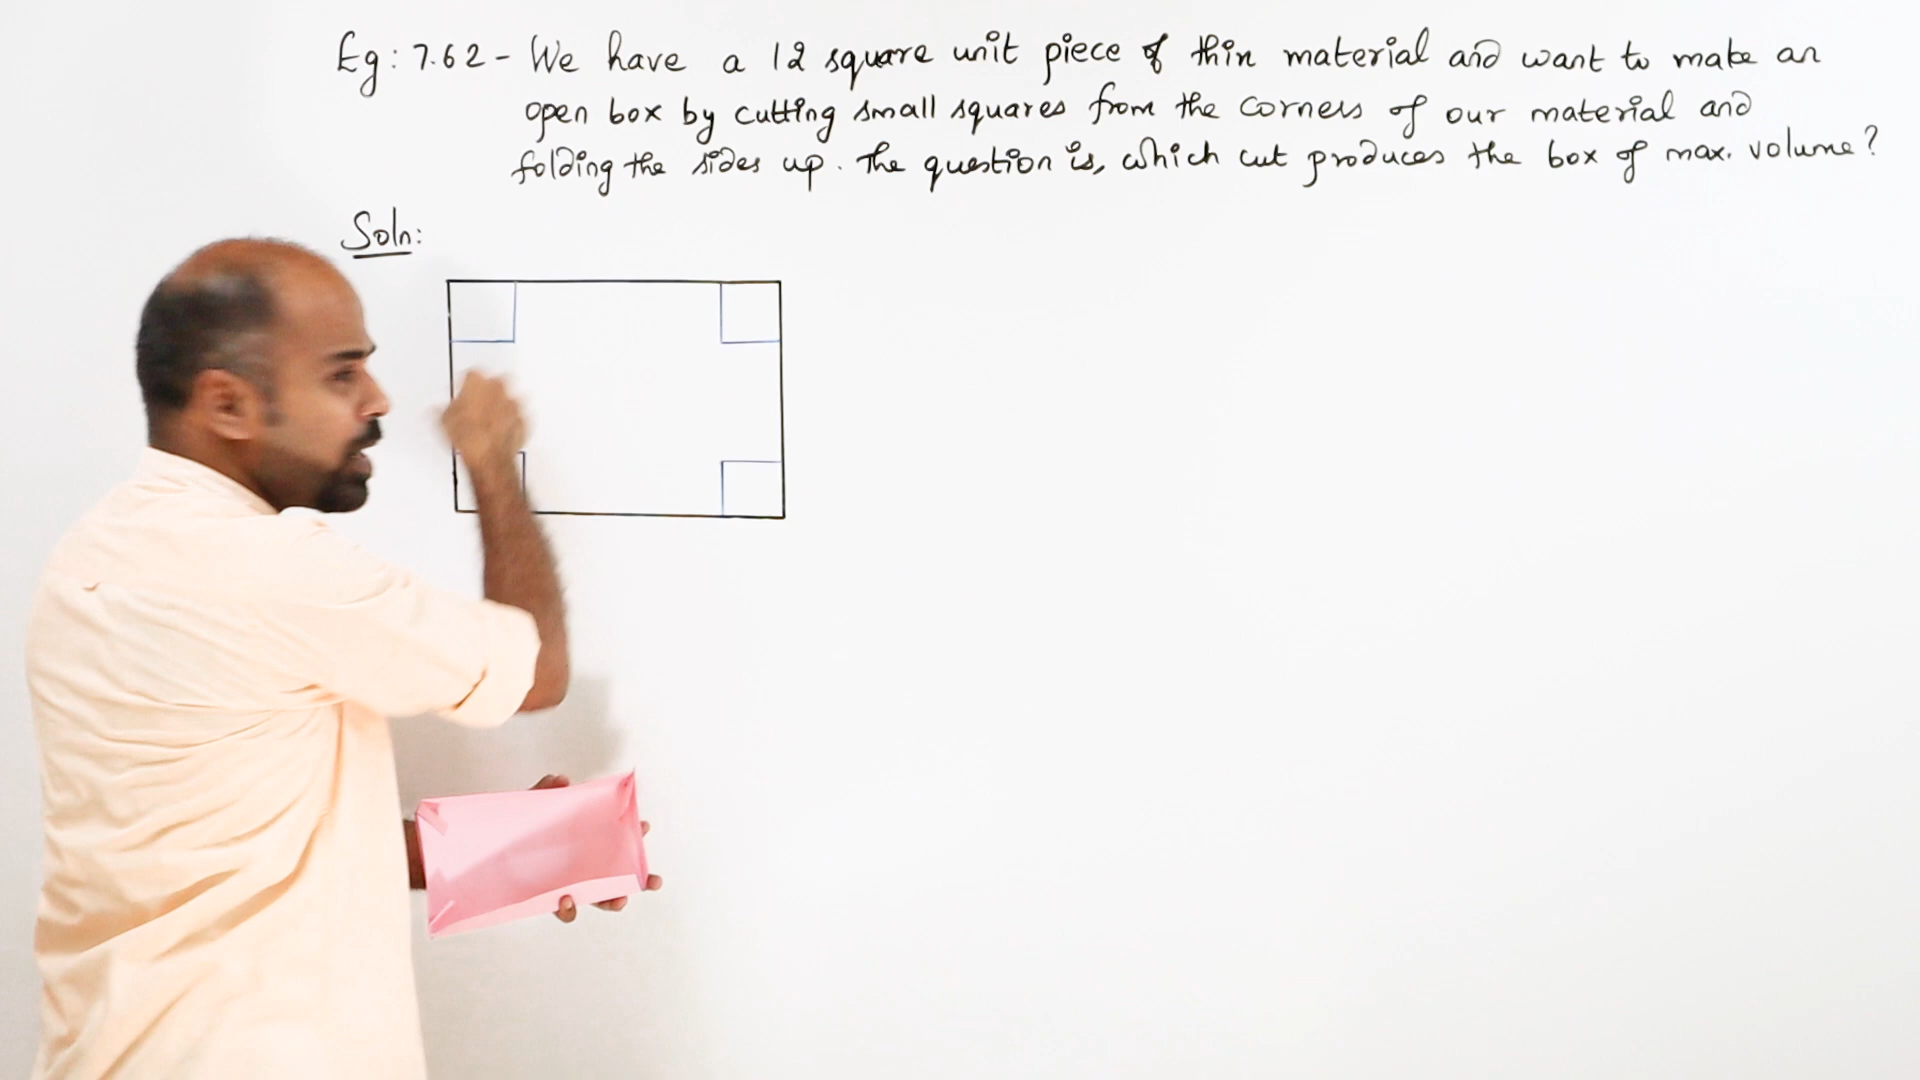 Eg: 7.62 - We have a 12 square unit piece of thin material and want to make an
open box by cutting small squares from the corners of our material and
folding the sides up. The question is, which cut produces the box of max. volume?
Soln: